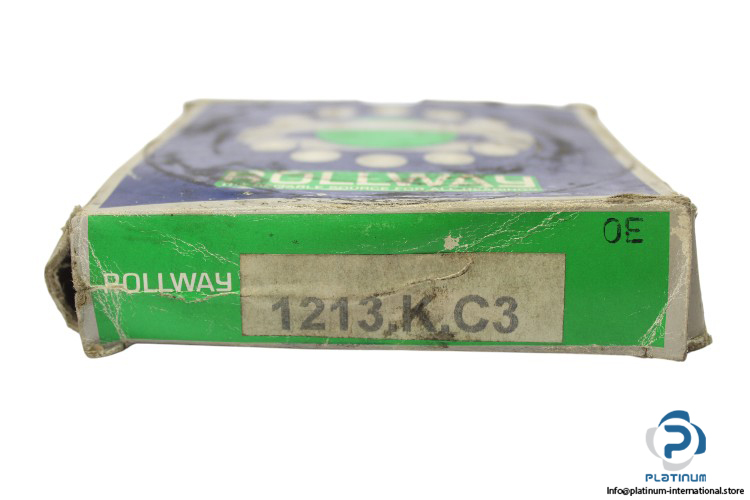 ROLLWAY
OE
ROLLWAY
1213.K.C3
PLATINUM
Info@platinum-international.store